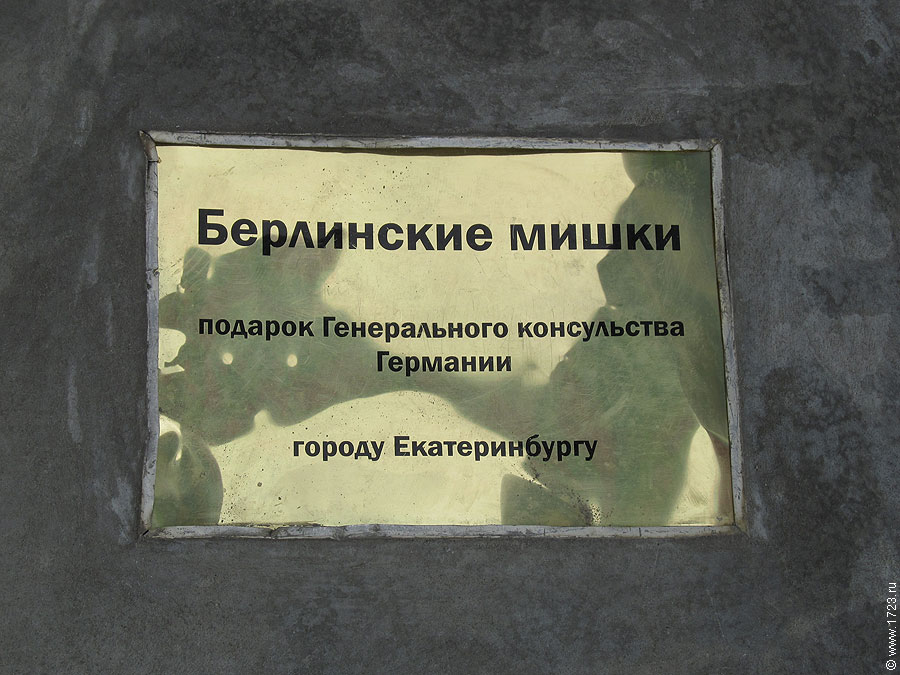 Берлинские мишки
подарок Генерального консульства
Германии
городу Екатеринбургу
© www.1723.ru